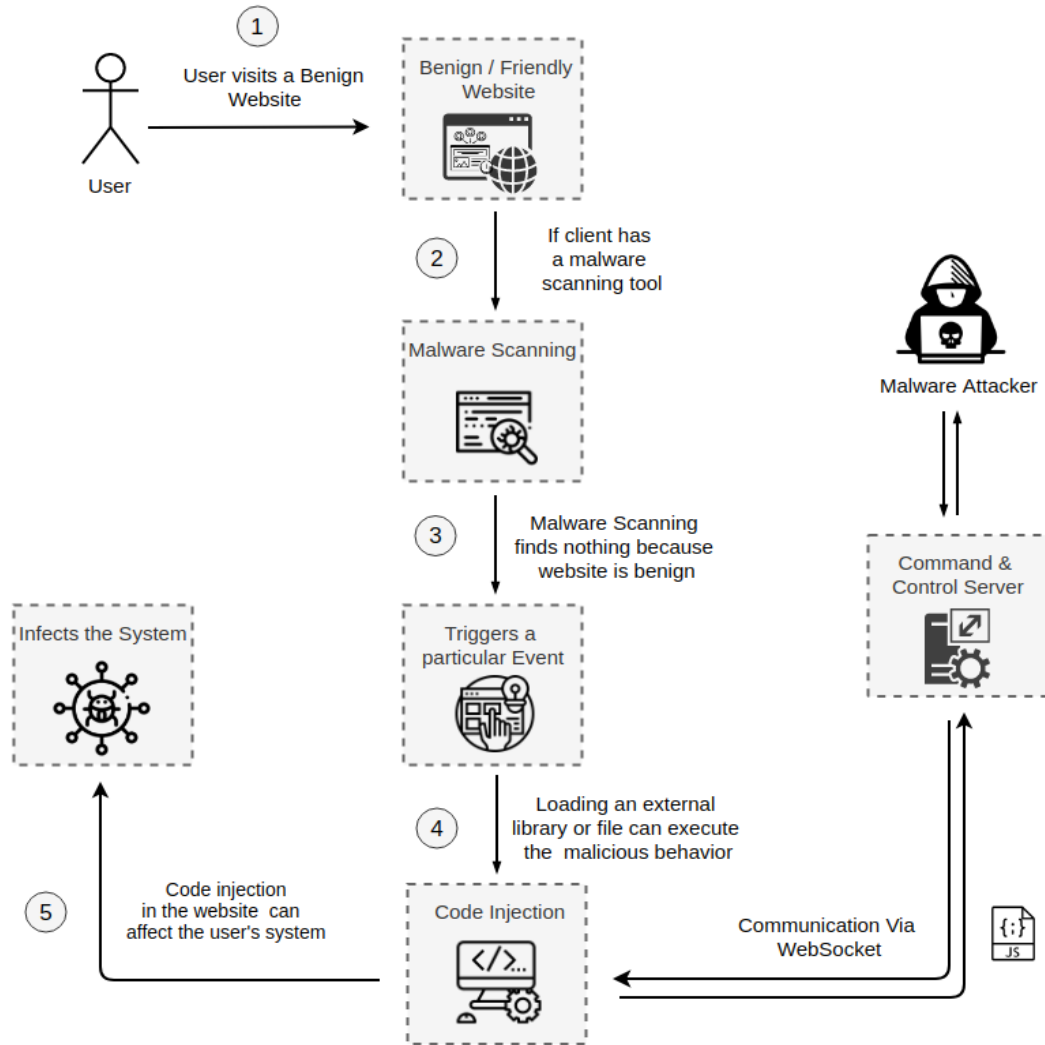 1
User visits a Benign
Website
User
Benign / Friendly
Website
2
If client has
a malware
scanning tool
Malware Scanning
Malware Attacker
3
Malware Scanning
finds nothing because
website is benign
Command &
Control Server
Infects the System
Triggers a
particular Event
4
Loading an external
library or file can execute
the malicious behavior
5
Code injection
in the website can
affect the user's system
Code Injection
</>...
Communication Via
WebSocket
{;}
JS